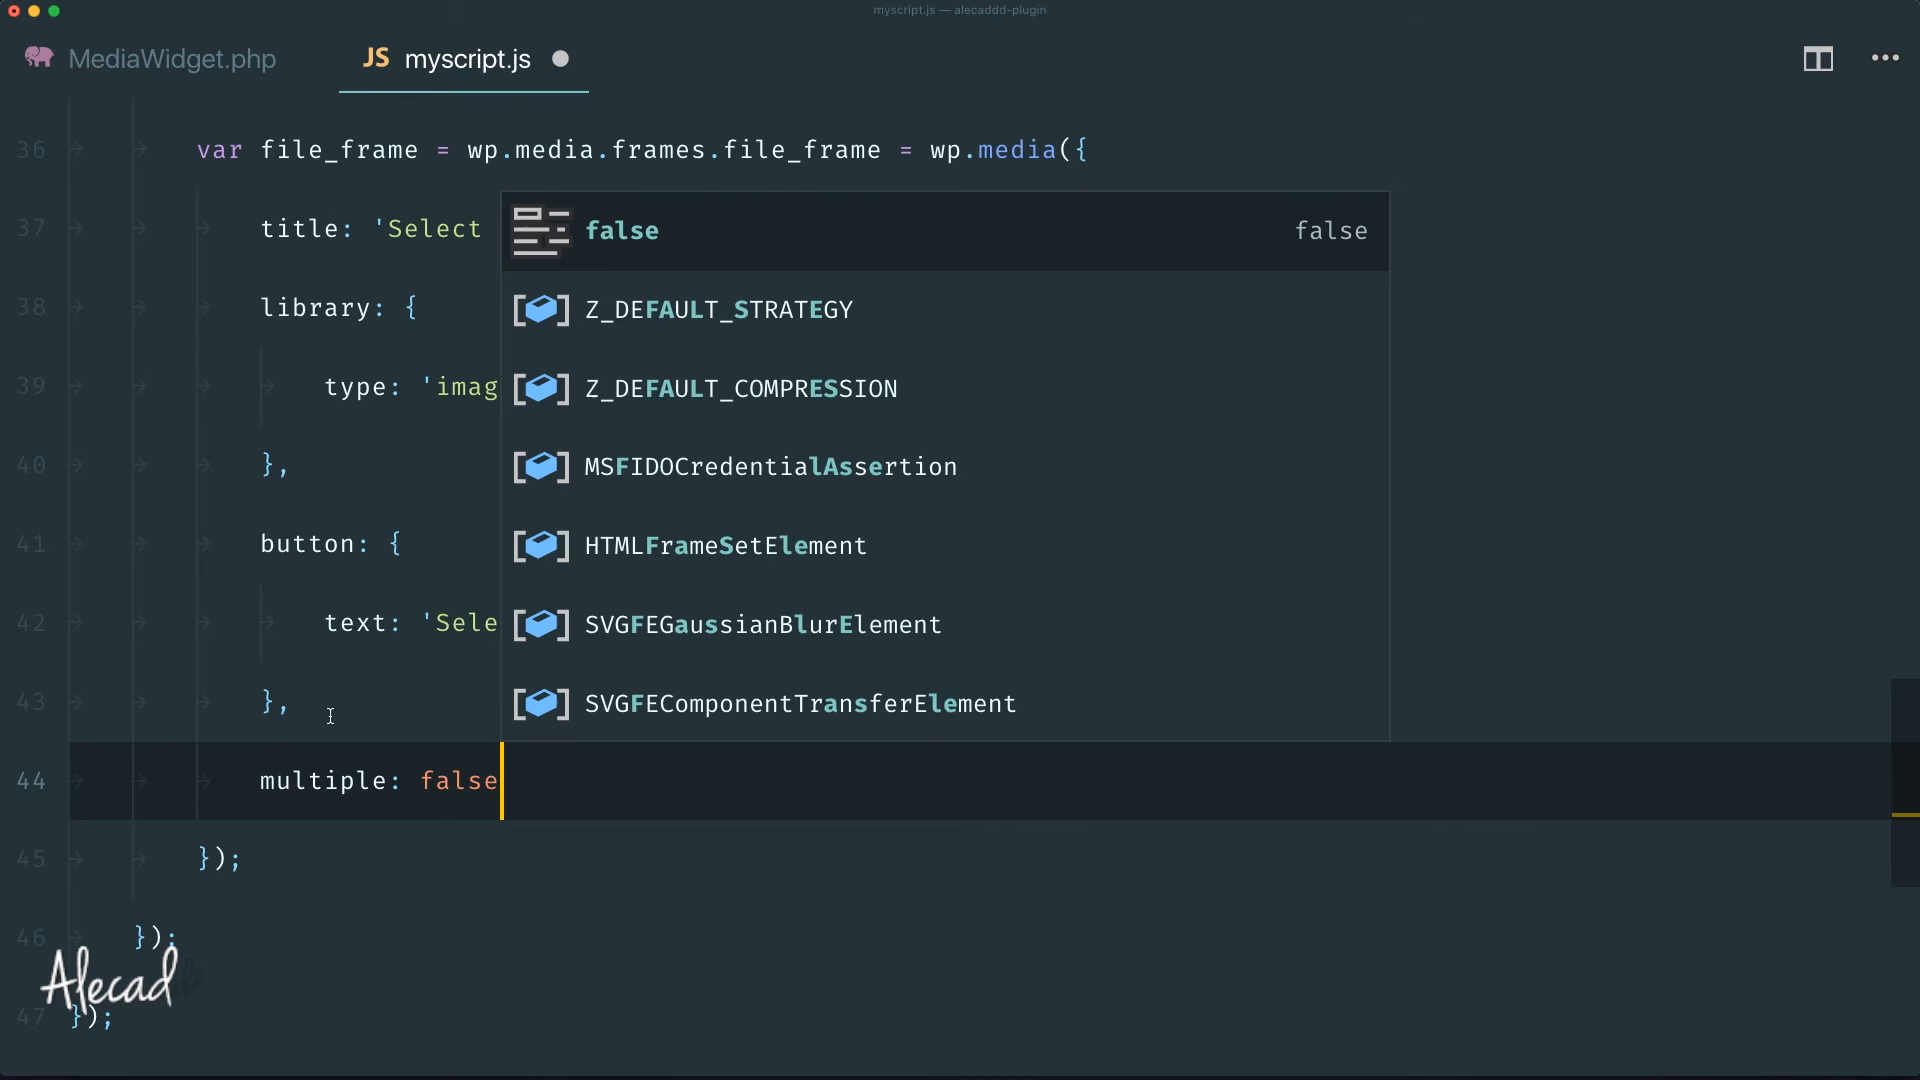 myscript.js — alecaddd-plugin
MediaWidget.php
JS myscript.js
36 var file_frame = wp.media.frames.file_frame = wp.media({
37 title: 'Select
38 library: {
39 type: 'imag
40 },
41 button: {
42 text: 'Sele
43 },
44 multiple: false
45 });
46 });
47 });
false false
Z_DEFAULT_STRATEGY
Z_DEFAULT_COMPRESSION
MSFIDOCredentialAssertion
HTMLFrameSetElement
SVGFEGaussianBlurElement
SVGFEComponentTransferElement
Alecad